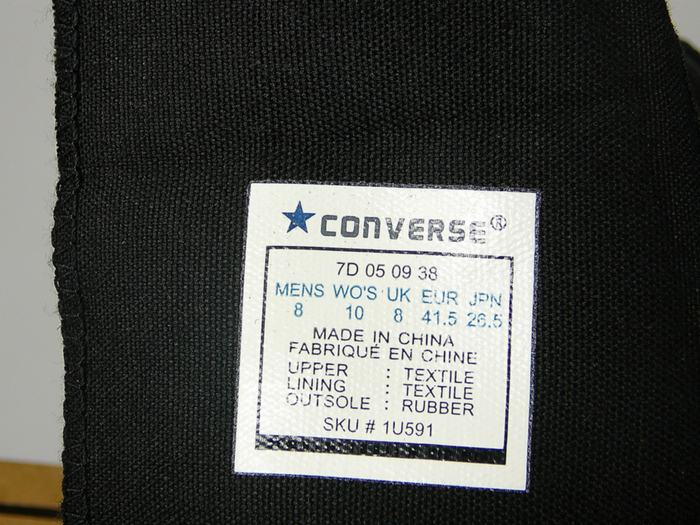 ★CONVERSE®
7D 05 09 38
MENS WO'S UK EUR JPN
8 10 8 41.5 26.5
MADE IN CHINA
FABRIQUÉ EN CHINE
UPPER : TEXTILE
LINING : TEXTILE
OUTSOLE : RUBBER
SKU # 1U591